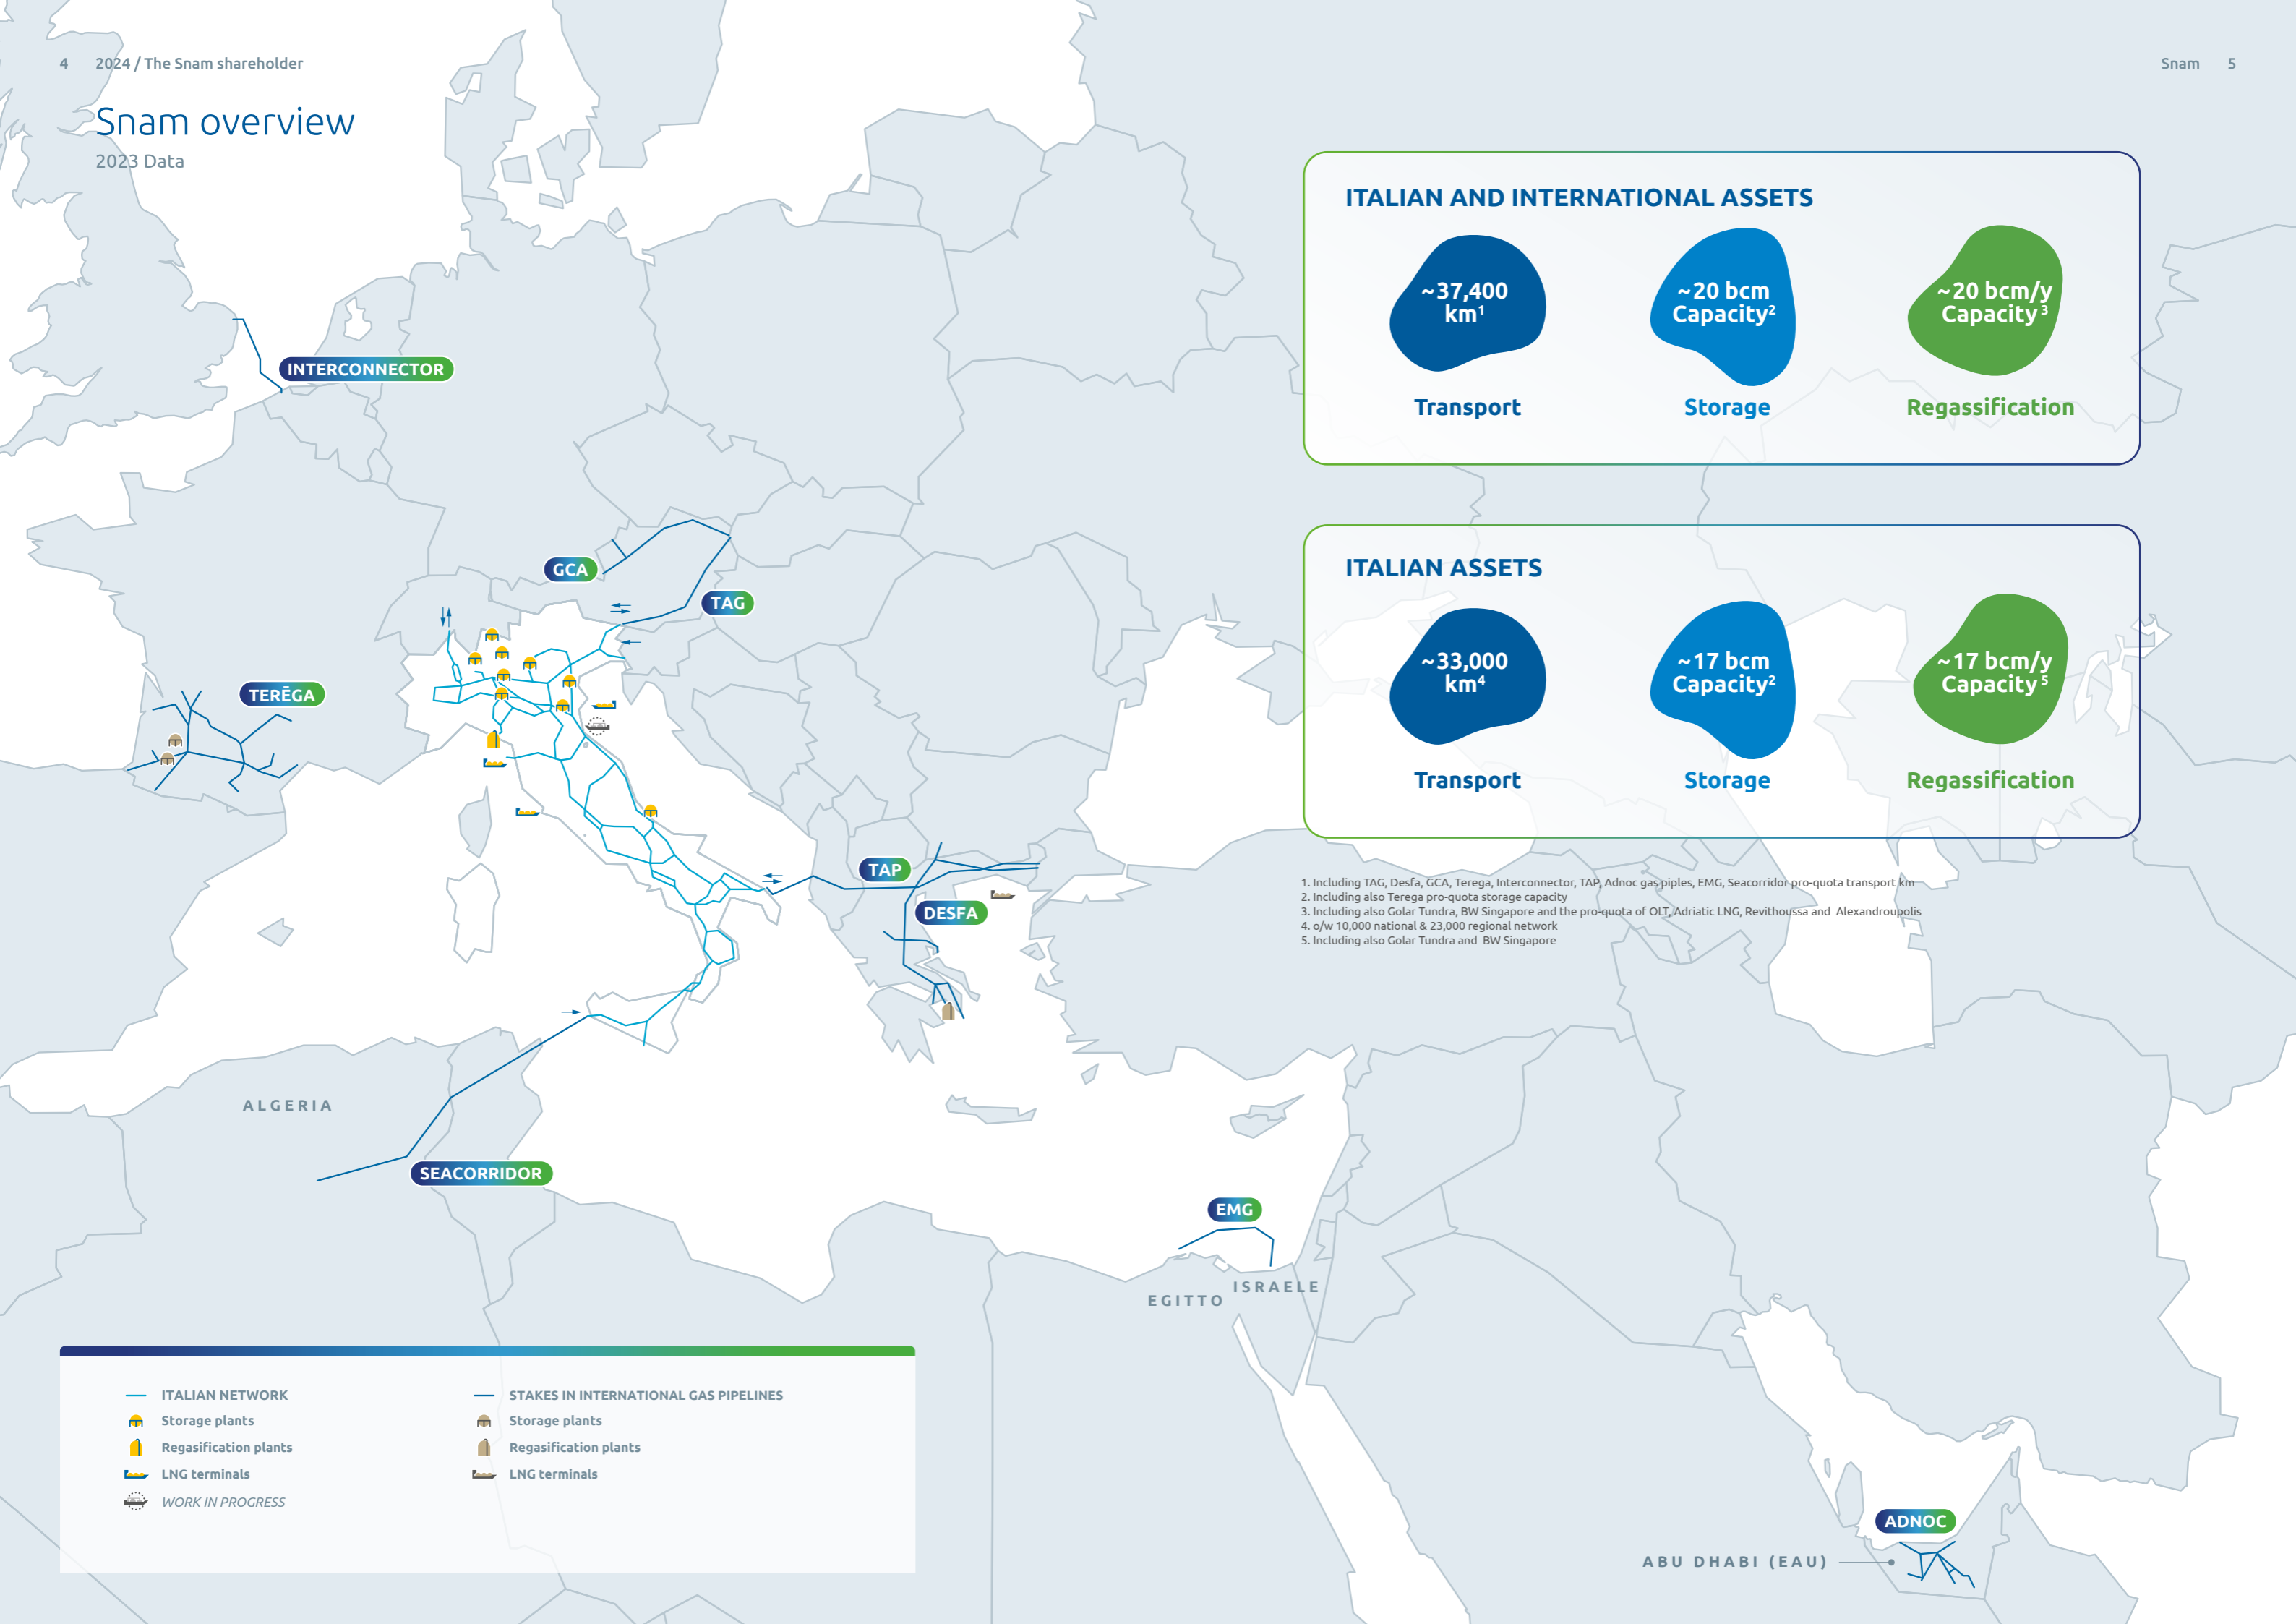 4 2024 / The Snam shareholder
Snam 5
Snam overview
2023 Data
ITALIAN AND INTERNATIONAL ASSETS
~37,400
km¹
Transport
~20 bcm
Capacity²
Storage
~20 bcm/y
Capacity³
Regassification
ITALIAN ASSETS
~33,000
km⁴
Transport
~17 bcm
Capacity²
Storage
~17 bcm/y
Capacity⁵
Regassification
1. Including TAG, Desfa, GCA, Terega, Interconnector, TAP, Adnoc gas piples, EMG, Seacorridor pro-quota transport km
2. Including also Terega pro-quota storage capacity
3. Including also Golar Tundra, BW Singapore and the pro-quota of OLT, Adriatic LNG, Revithoussa and Alexandroupolis
4. o/w 10,000 national & 23,000 regional network
5. Including also Golar Tundra and BW Singapore
INTERCONNECTOR
GCA
TAG
TERĒGA
TAP
DESFA
ALGERIA
SEACORRIDOR
EMG
ISRAELE
EGITTO
ADNOC
ABU DHABI (EAU)
ITALIAN NETWORK
Storage plants
Regasification plants
LNG terminals
WORK IN PROGRESS
STAKES IN INTERNATIONAL GAS PIPELINES
Storage plants
Regasification plants
LNG terminals